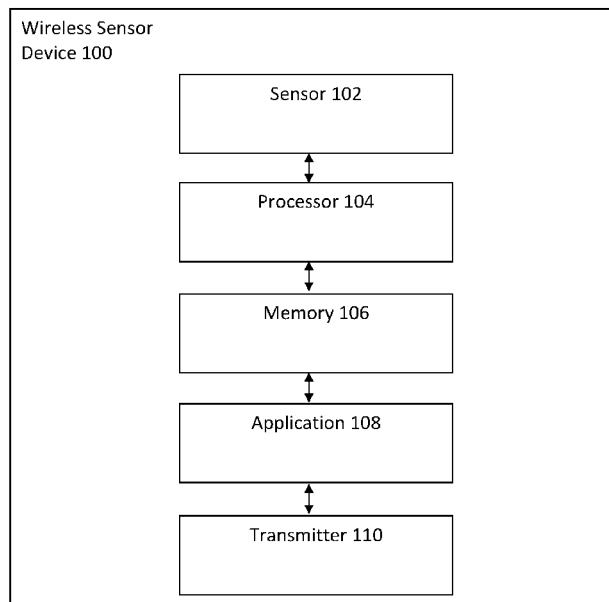 Wireless Sensor
Device 100
Sensor 102
Processor 104
Memory 106
Application 108
Transmitter 110